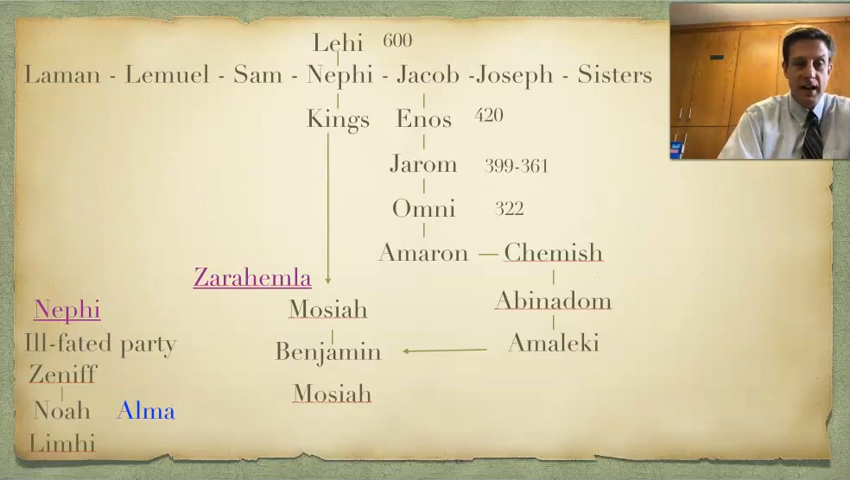 Lehi 600
Laman - Lemuel - Sam - Nephi - Jacob -Joseph - Sisters
Kings Enos 420
Jarom 399-361
Omni 322
Amaron — Chemish
Zarahemla
Nephi Mosiah Abinadom
Ill-fated party Benjamin Amaleki
Zeniff
Mosiah
Noah Alma
Limhi